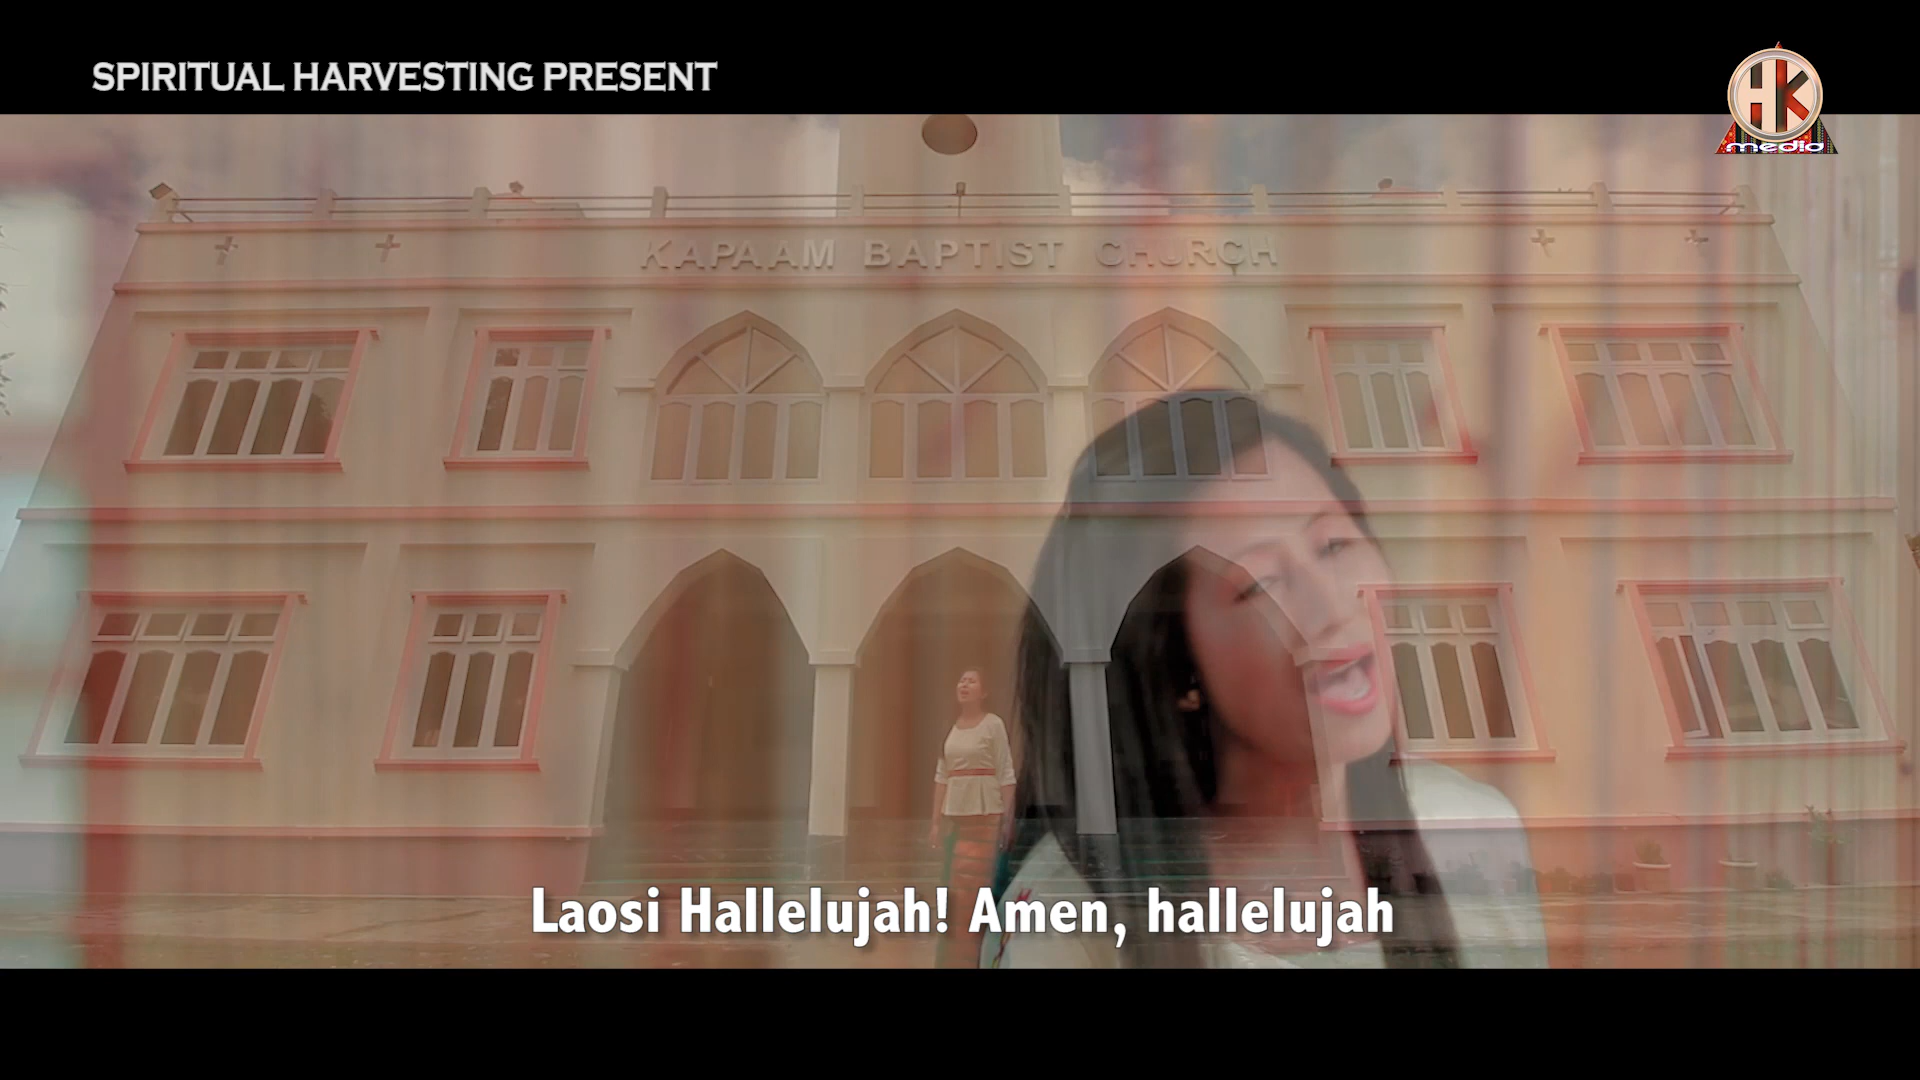 SPIRITUAL HARVESTING PRESENT
HK
media
KAPAAM BAPTIST CHURCH
Laosi Hallelujah! Amen, hallelujah